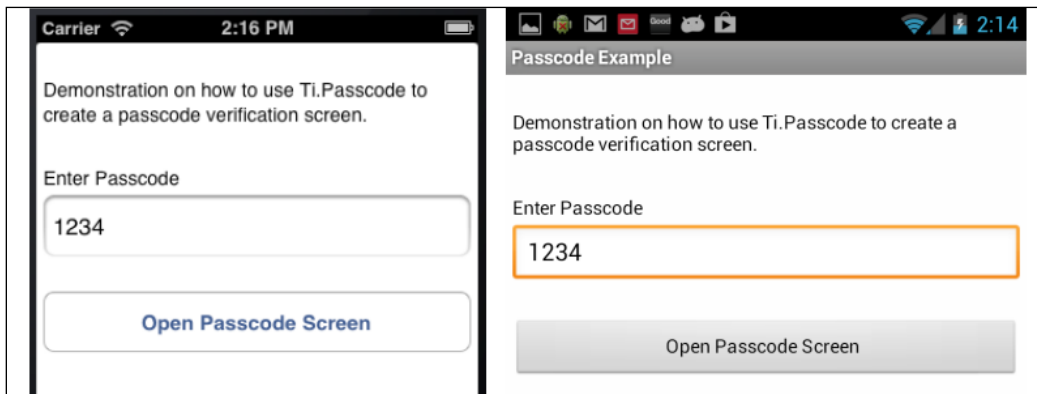 Carrier 2:16 PM
Demonstration on how to use Ti.Passcode to
create a passcode verification screen.
Enter Passcode
1234
Open Passcode Screen
Good 2:14
Passcode Example
Demonstration on how to use Ti.Passcode to create a
passcode verification screen.
Enter Passcode
1234
Open Passcode Screen